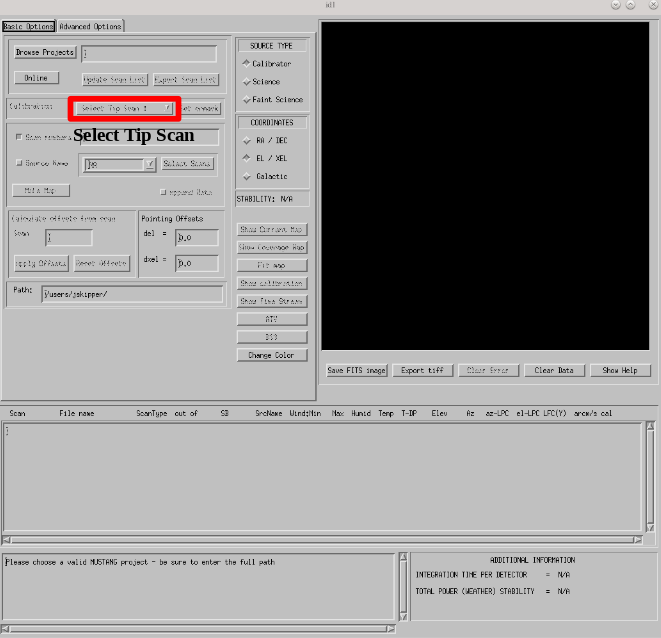 idl
Basic Options Advanced Options
Browse Projects
Online Update Scan List Export Scan List
Calibration: Select Tip Scan
Select Tip Scan
Scan numbers
Source Name Select Scans
Make Map Append Data
Calculate offsets from scan
Scan:
Apply Offsets Reset Offsets
Pointing Offsets
del = 0.0
dxel = 0.0
Path: /users/jskipper/
SOURCE TYPE
Calibrator
Science
Faint Science
COORDINATES
RA / DEC
EL / XEL
Galactic
STABILITY: N/A
Show Current Map
Show Coverage Map
Fit map
Show calibration
Show Time Stream
ATV
DS9
Change Color
Save FITS image Export tiff Clear Error Clear Data Show Help
Scan File name ScanType out of SB SrcName Wind;Min Max Humid Temp T-DP Elev Az az-LPC el-LPC LFC(Y) arcm/s cal
Please choose a valid MUSTANG project - be sure to enter the full path
ADDITIONAL INFORMATION
INTEGRATION TIME PER DETECTOR = N/A
TOTAL POWER (WEATHER) STABILITY = N/A